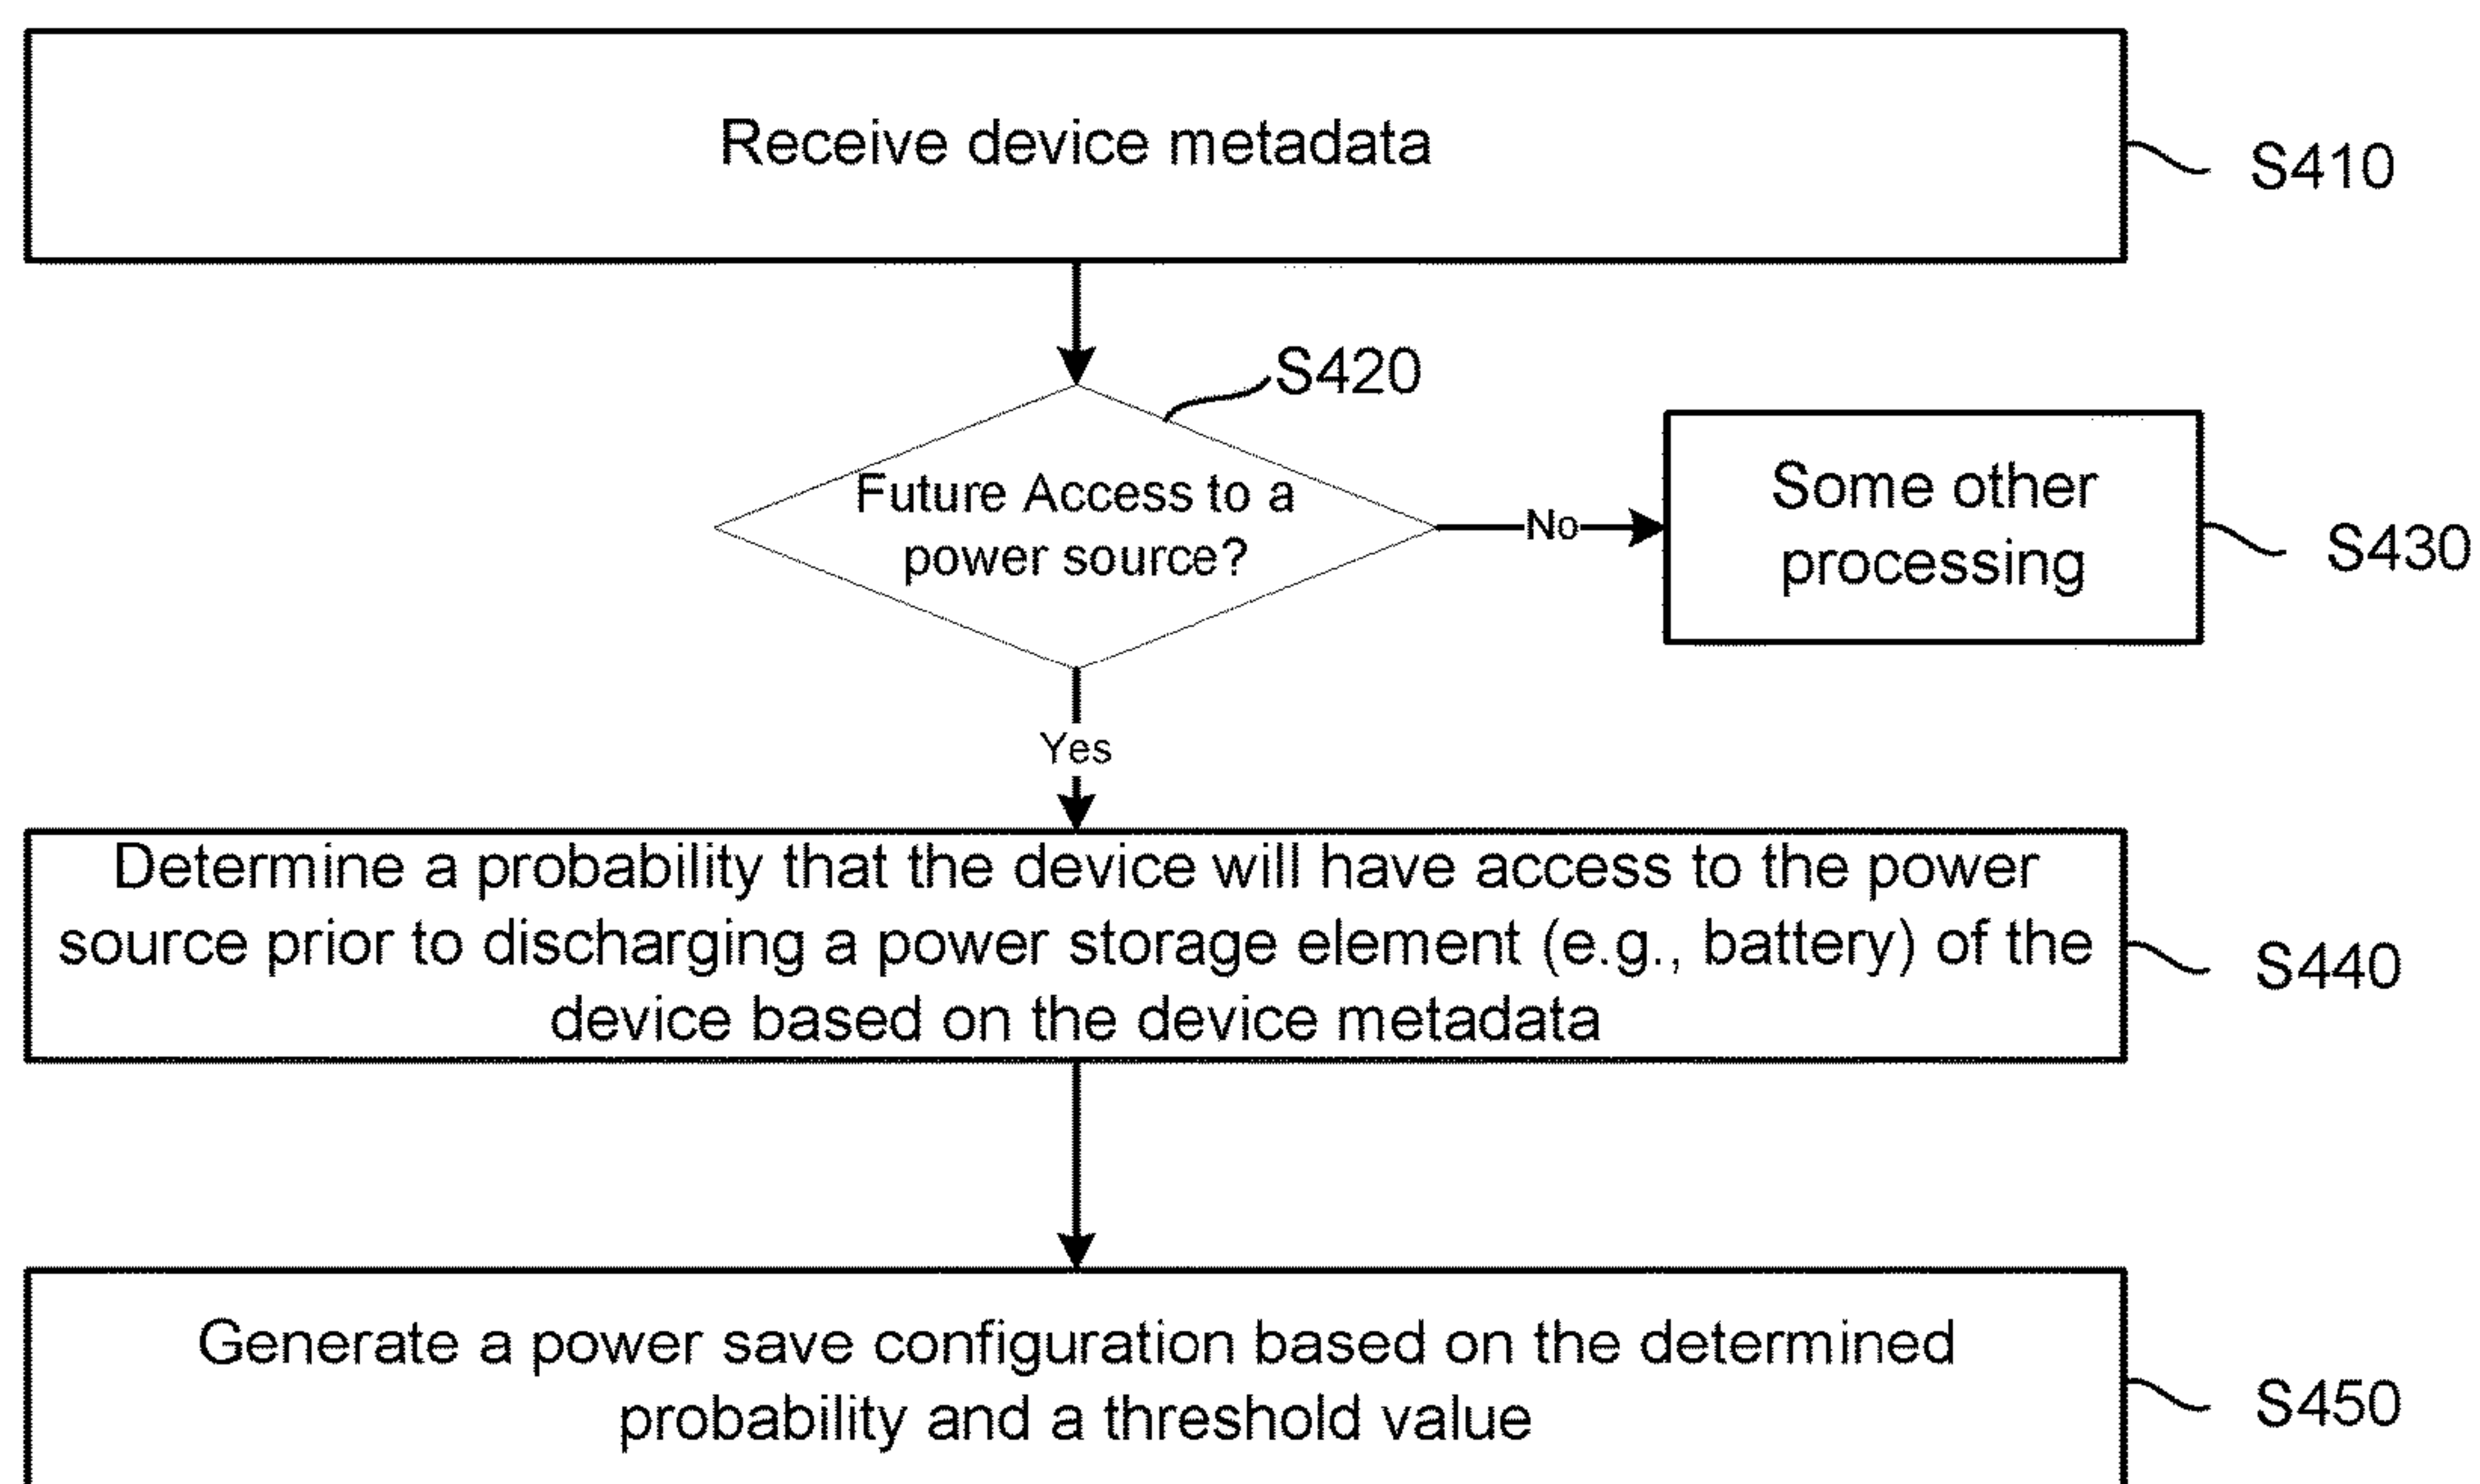 Receive device metadata
S410
S420
Future Access to a
power source?
No
Some other
processing
S430
Yes
Determine a probability that the device will have access to the power
source prior to discharging a power storage element (e.g., battery) of the
device based on the device metadata
S440
Generate a power save configuration based on the determined
probability and a threshold value
S450